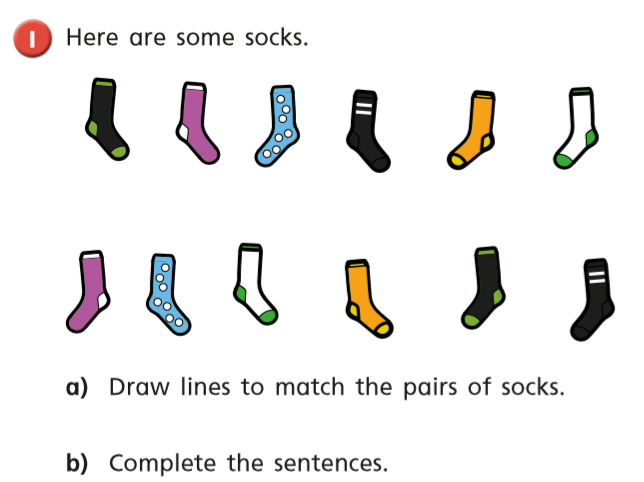 1 Here are some socks.
a) Draw lines to match the pairs of socks.
b) Complete the sentences.